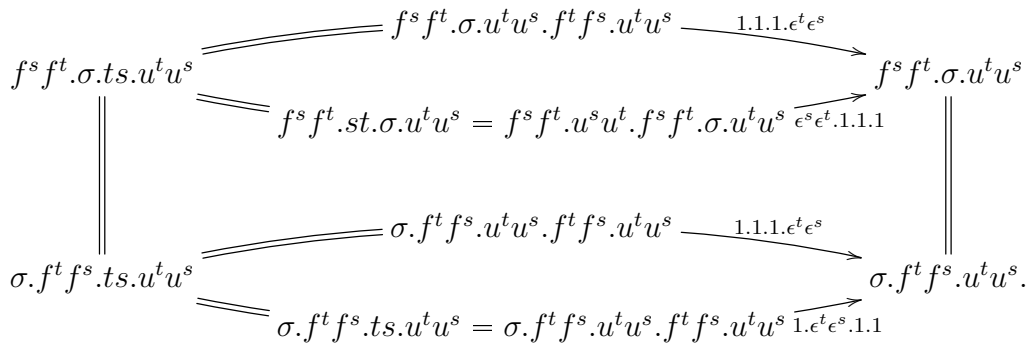 f^s f^t.σ.u^t u^s.f^t f^s.u^t u^s 1.1.1.ϵ^t ϵ^s
f^s f^t.σ.ts.u^t u^s f^s f^t.σ.u^t u^s
f^s f^t.st.σ.u^t u^s = f^s f^t.u^s u^t.f^s f^t.σ.u^t u^s ϵ^s ϵ^t.1.1.1
σ.f^t f^s.u^t u^s.f^t f^s.u^t u^s 1.1.1.ϵ^t ϵ^s
σ.f^t f^s.ts.u^t u^s σ.f^t f^s.u^t u^s.
σ.f^t f^s.ts.u^t u^s = σ.f^t f^s.u^t u^s.f^t f^s.u^t u^s 1.ϵ^t ϵ^s.1.1